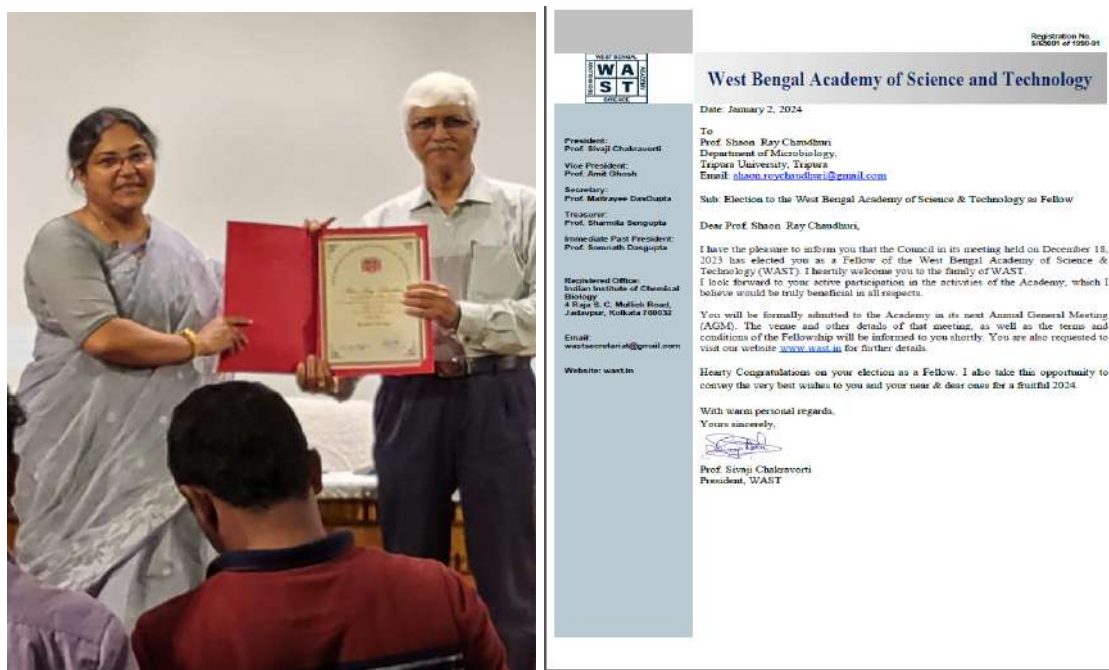 Registration No.
S/62601 of 1990-91
WEST BENGAL
ACADEMY
SCIENCE
TECHNOLOGY
W A
S T
West Bengal Academy of Science and Technology
President:
Prof. Sivaji Chakravorti
Vice President:
Prof. Amit Ghosh
Secretary:
Prof. Maitrayee DasGupta
Treasurer:
Prof. Sharmila Sengupta
Immediate Past President:
Prof. Somnath Dasgupta
Registered Office:
Indian Institute of Chemical
Biology
4 Raja S. C. Mullick Road,
Jadavpur, Kolkata 700032
Email:
wastsecretariat@gmail.com
Website: wast.in
Date: January 2, 2024
To
Prof. Shaon Ray Chaudhuri
Department of Microbiology,
Tripura University, Tripura
Email: shaon.roychaudhuri@gmail.com
Sub: Election to the West Bengal Academy of Science & Technology as Fellow
Dear Prof. Shaon Ray Chaudhuri,
I have the pleasure to inform you that the Council in its meeting held on December 18,
2023 has elected you as a Fellow of the West Bengal Academy of Science &
Technology (WAST). I heartily welcome you to the family of WAST.
I look forward to your active participation in the activities of the Academy, which I
believe would be truly beneficial in all respects.
You will be formally admitted to the Academy in its next Annual General Meeting
(AGM). The venue and other details of that meeting, as well as the terms and
conditions of the Fellowship will be informed to you shortly. You are also requested to
visit our website www.wast.in for further details.
Hearty Congratulations on your election as a Fellow. I also take this opportunity to
convey the very best wishes to you and your near & dear ones for a fruitful 2024.
With warm personal regards,
Yours sincerely,
Prof. Sivaji Chakravorti
President, WAST